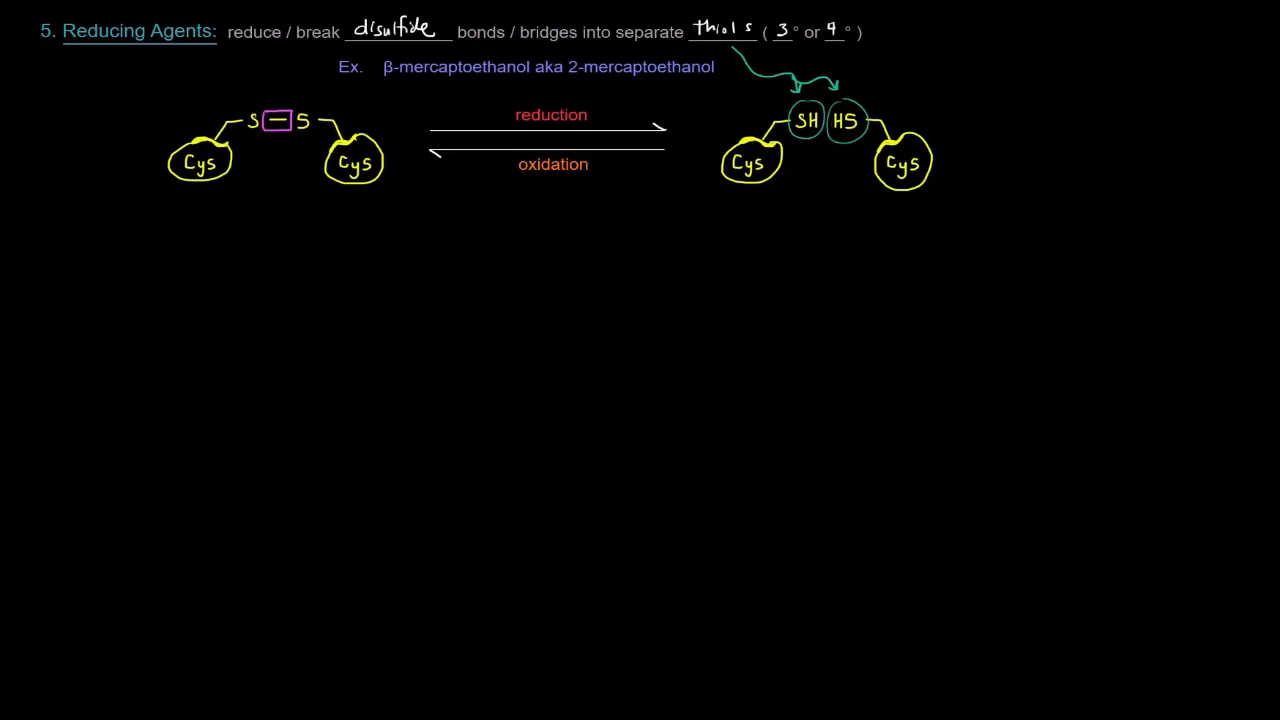 5. Reducing Agents: reduce / break disulfide bonds / bridges into separate thiols ( 3° or 4° )
Ex. β-mercaptoethanol aka 2-mercaptoethanol
S — S reduction SH HS
Cys Cys oxidation Cys Cys